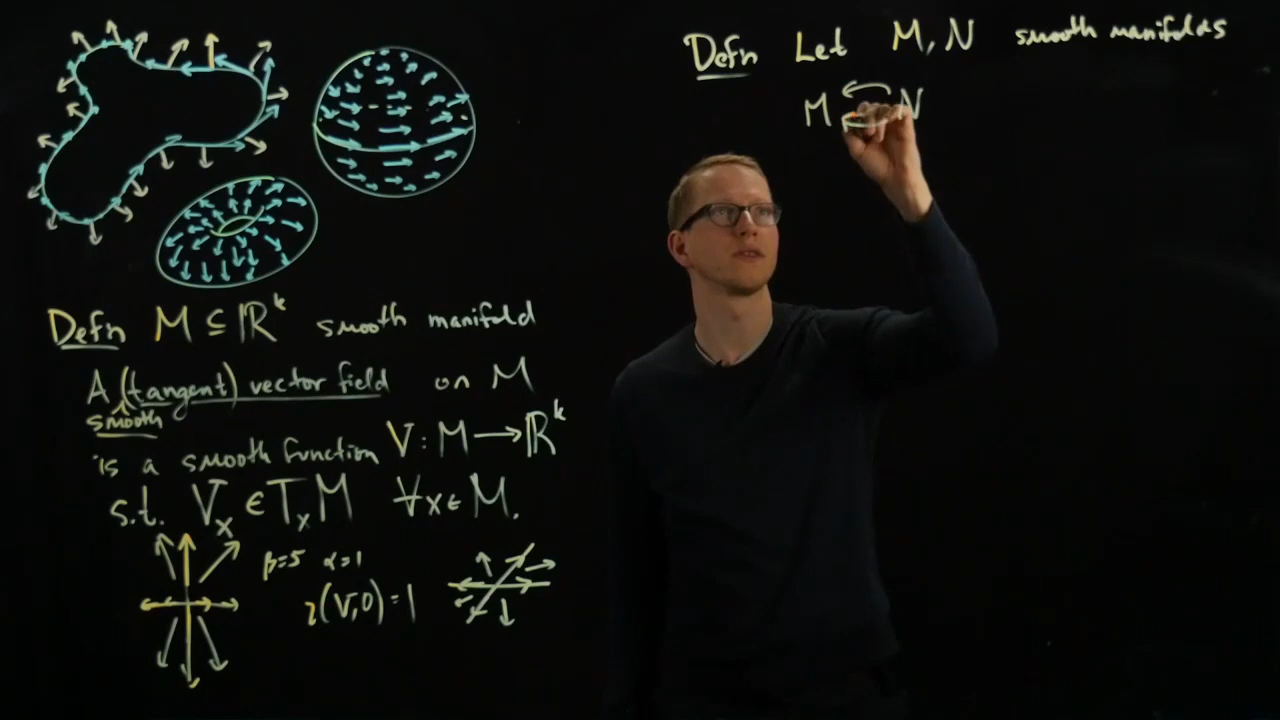 Defn M ⊆ ℝᵏ smooth manifold
A (tangent) vector field on M
smooth
is a smooth function V : M → ℝᵏ
s.t. Vₓ ∈ TₓM ∀x ∈ M.
β=5 α=1
ι(V,0) = 1
Defn Let M, N smooth manifolds
M N